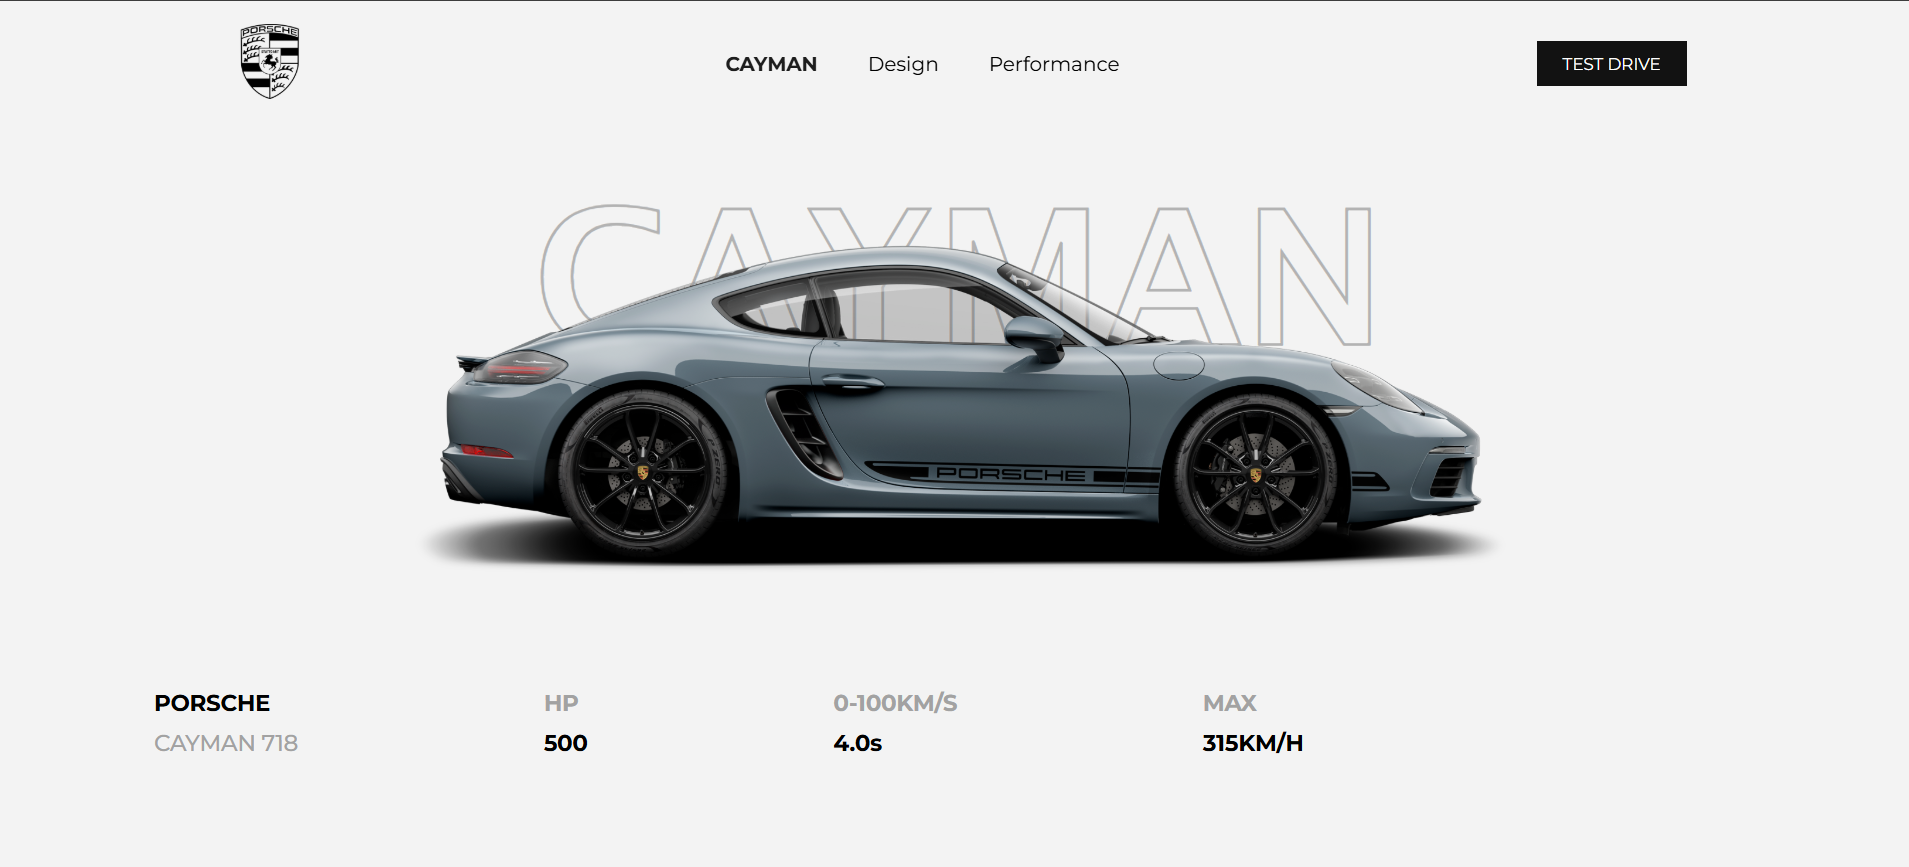 PORSCHE
CAYMAN Design Performance
TEST DRIVE
CAYMAN
PORSCHE
PORSCHE
CAYMAN 718
HP
500
0-100KM/S
4.0s
MAX
315KM/H